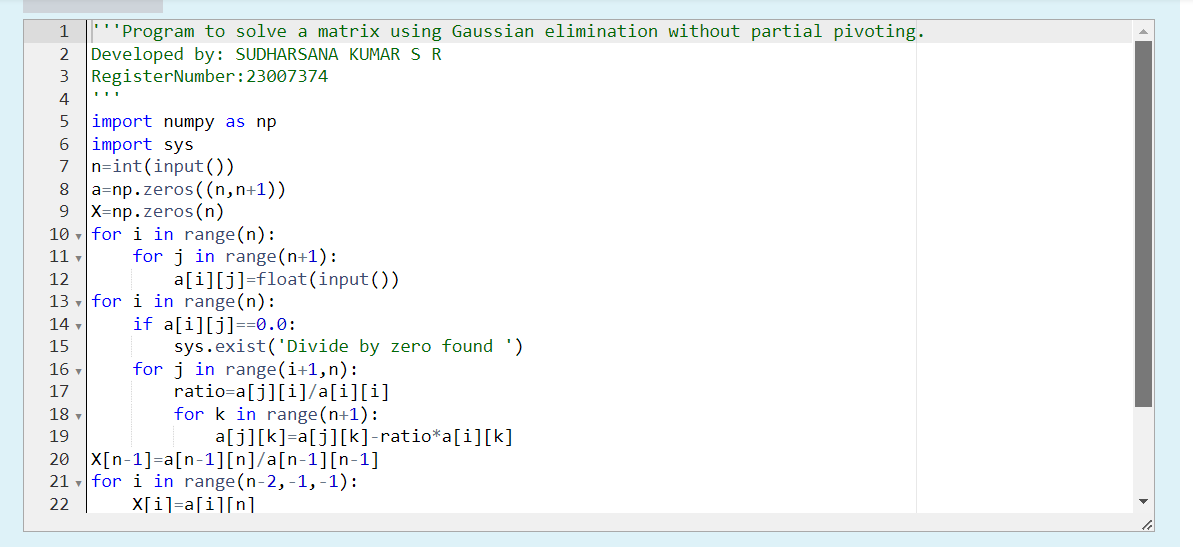 1 '''Program to solve a matrix using Gaussian elimination without partial pivoting.
2 Developed by: SUDHARSANA KUMAR S R
3 RegisterNumber:23007374
4 '''
5 import numpy as np
6 import sys
7 n=int(input())
8 a=np.zeros((n,n+1))
9 X=np.zeros(n)
10 for i in range(n):
11     for j in range(n+1):
12         a[i][j]=float(input())
13 for i in range(n):
14     if a[i][j]==0.0:
15         sys.exist('Divide by zero found ')
16     for j in range(i+1,n):
17         ratio=a[j][i]/a[i][i]
18         for k in range(n+1):
19             a[j][k]=a[j][k]-ratio*a[i][k]
20 X[n-1]=a[n-1][n]/a[n-1][n-1]
21 for i in range(n-2,-1,-1):
22     X[i]=a[i][n]